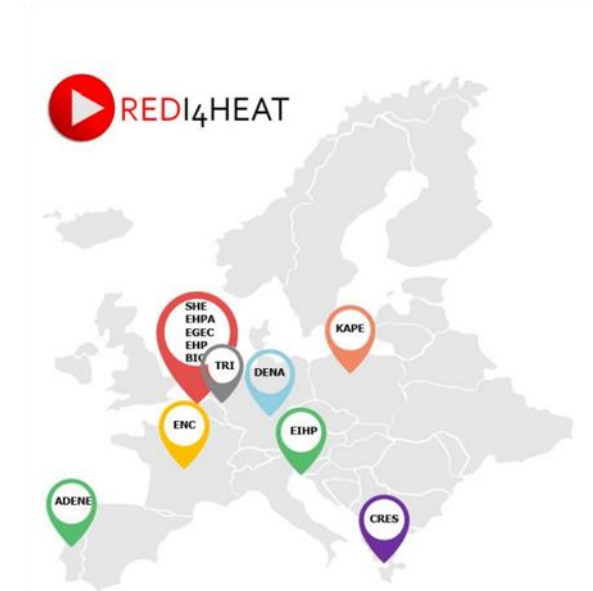 REDI4HEAT
SHE
EHPA
EGEC
EHP
TRI
KAPE
DENA
ENC
EIHP
ADENE
CRES